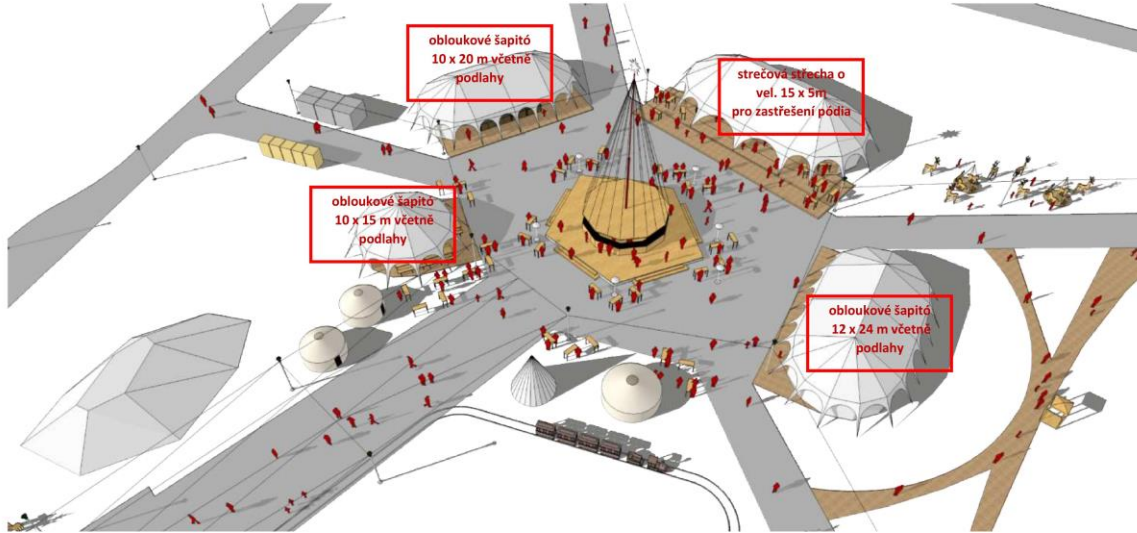 obloukové šapitó
10 x 20 m včetně
podlahy
strečová střecha o
vel. 15 x 5m
pro zastřešení pódia
obloukové šapitó
10 x 15 m včetně
podlahy
obloukové šapitó
12 x 24 m včetně
podlahy